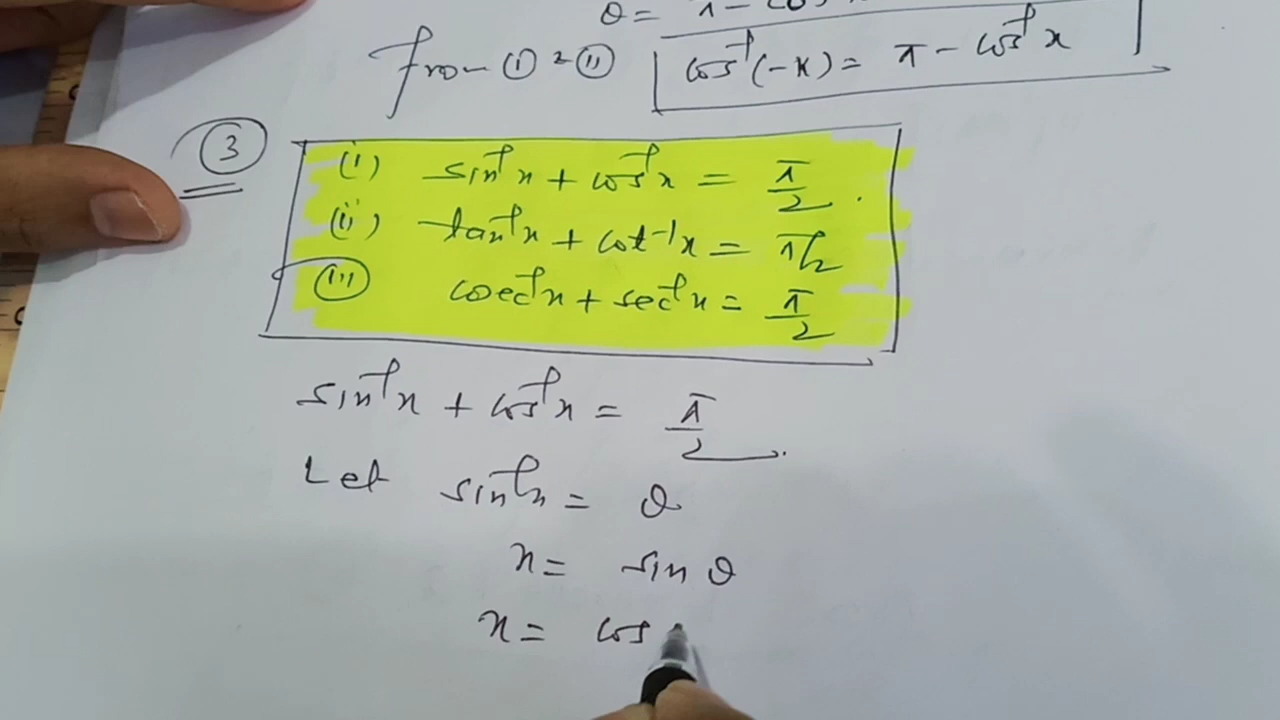 θ = π - cos
from (i) & (ii) cos⁻¹(-x) = π - cos⁻¹x
(3)
(i) sin⁻¹x + cos⁻¹x = π/2.
(ii) tan⁻¹x + cot⁻¹x = π/2
(iii) cosec⁻¹x + sec⁻¹x = π/2
sin⁻¹x + cos⁻¹x = π/2.
Let sin⁻¹x = θ
x = sin θ
x = cos